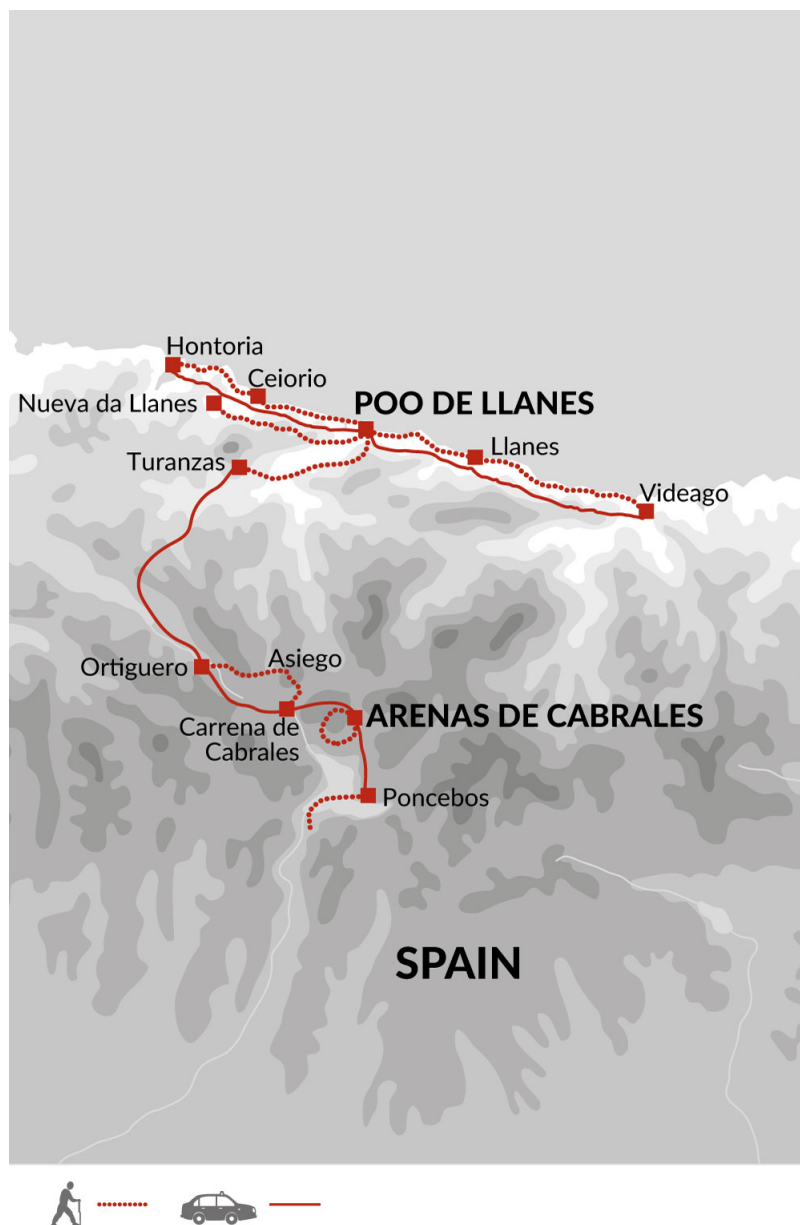 Hontoria
Ceiorio
Nueva da Llanes
POO DE LLANES
Llanes
Turanzas
Videago
Ortiguero
Asiego
Carrena de
Cabrales
ARENAS DE CABRALES
Poncebos
SPAIN